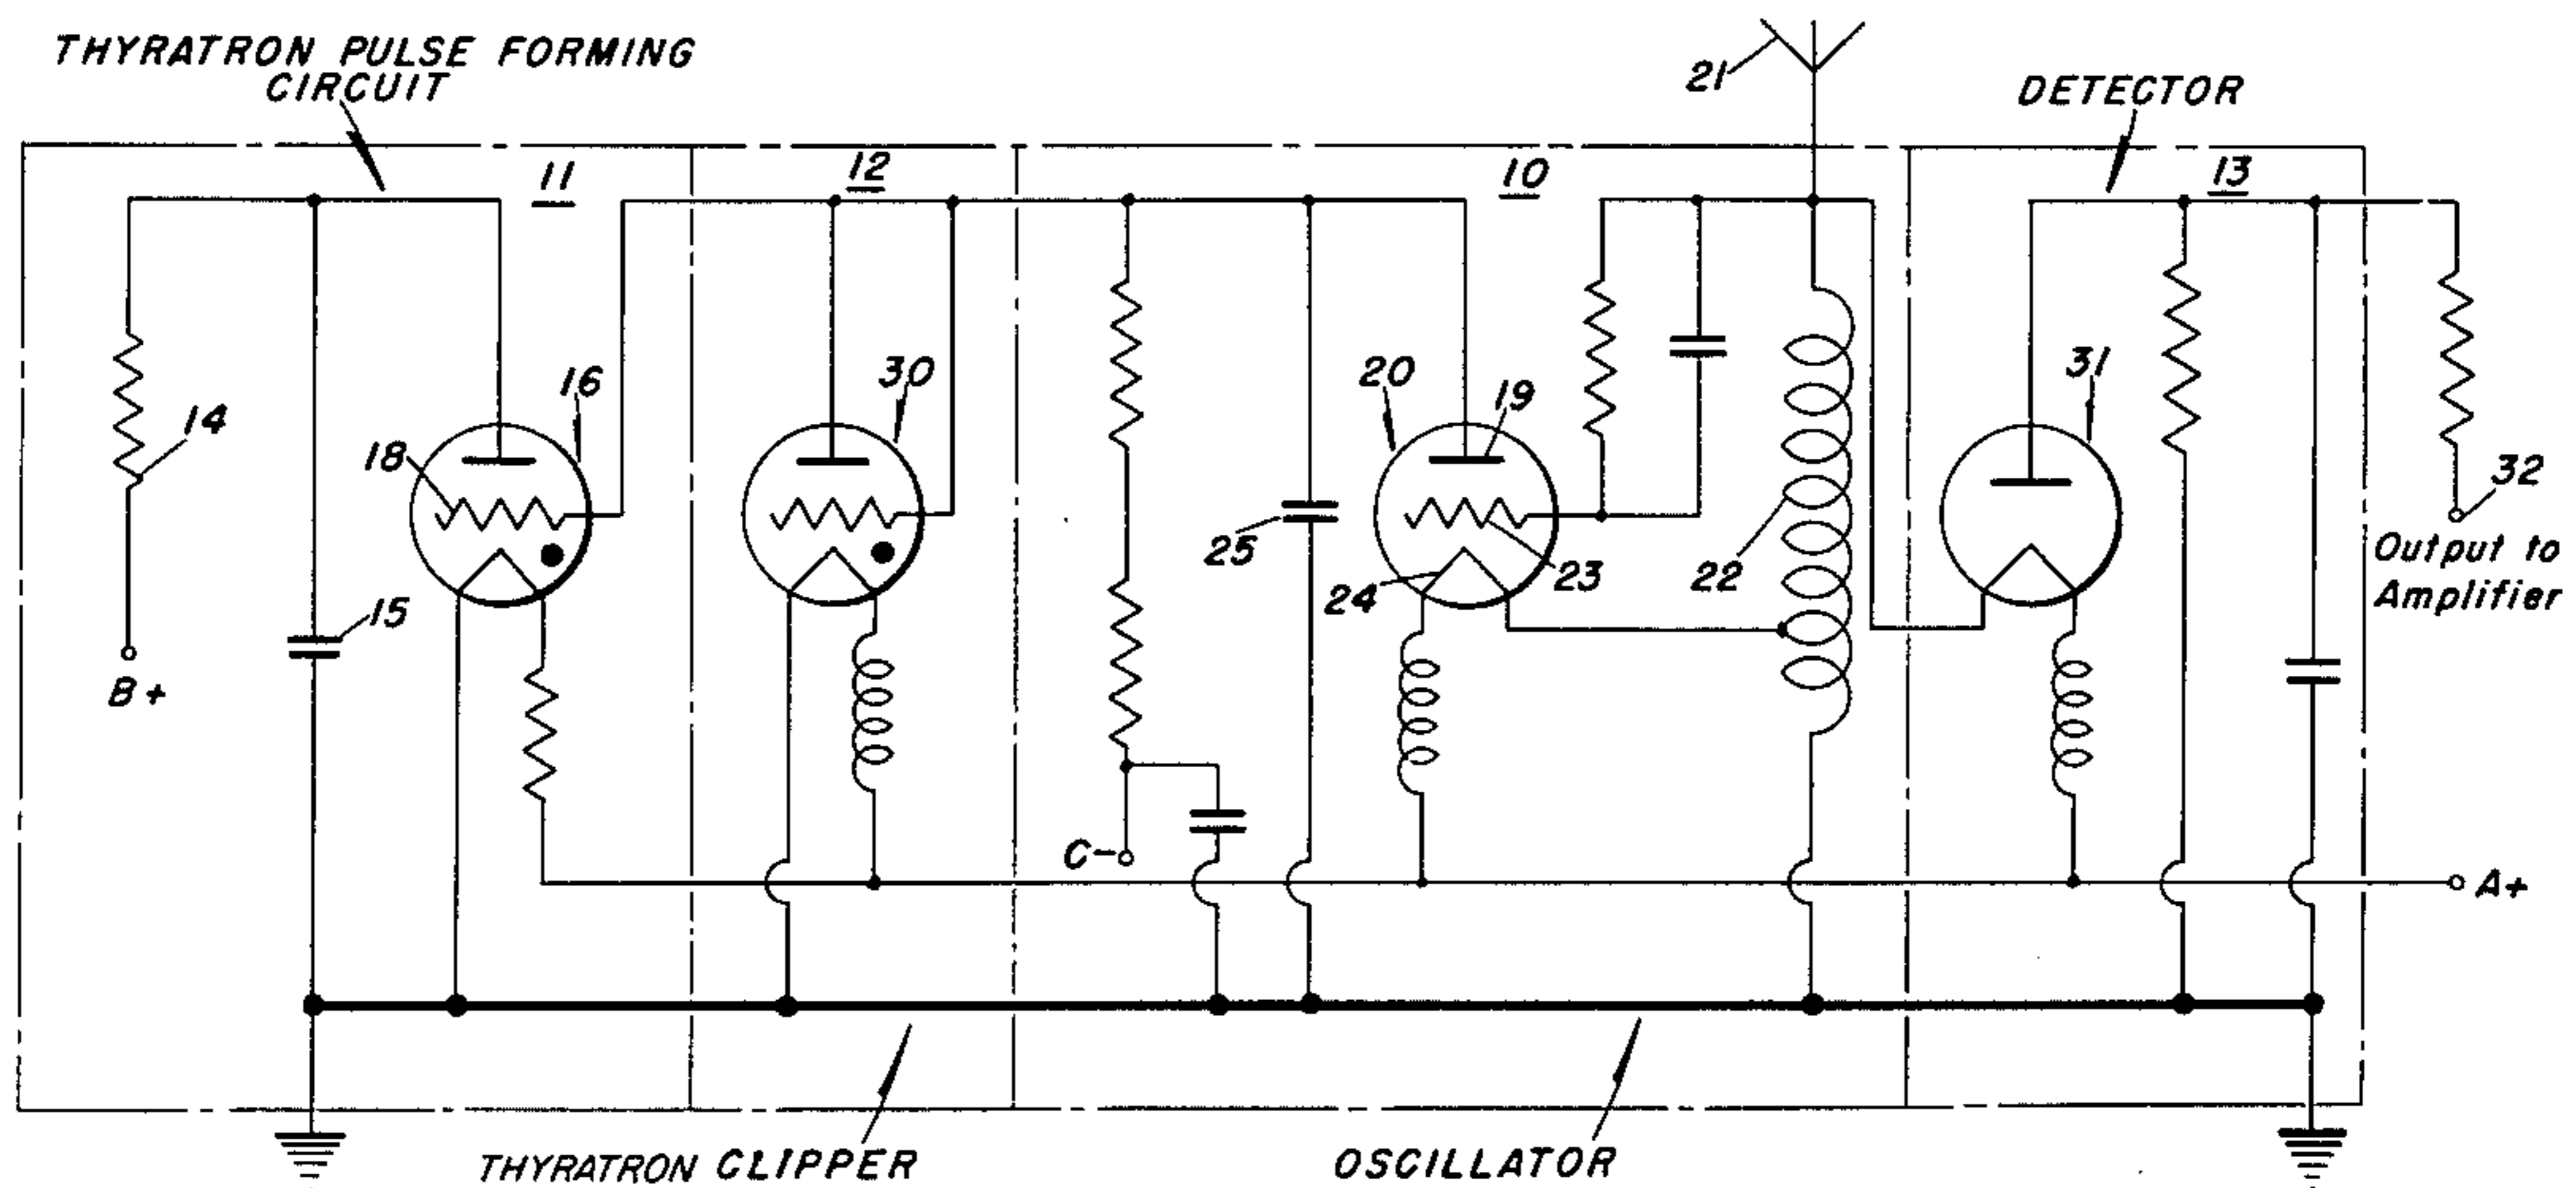 THYRATRON PULSE FORMING
CIRCUIT
21
DETECTOR
11
12
10
13
16
30
20
19
31
14
18
32
25
24
23
22
Output to
Amplifier
15
B+
C-
A+
THYRATRON CLIPPER
OSCILLATOR